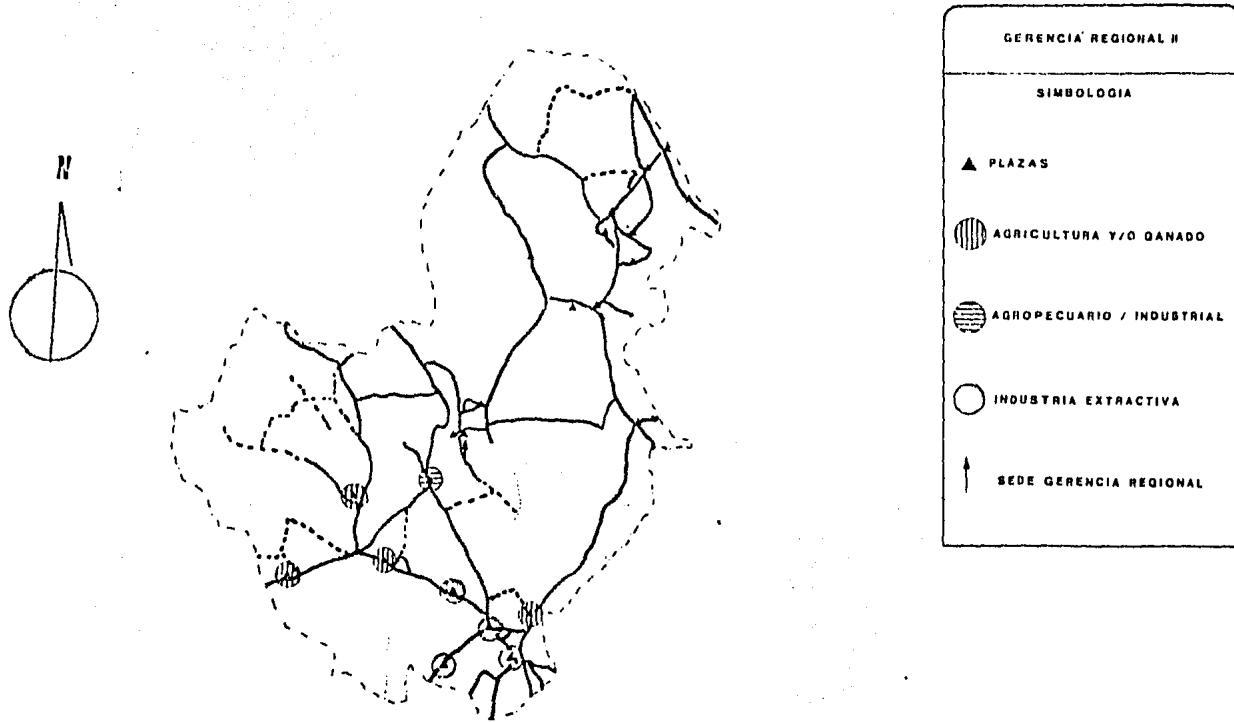 GERENCIA REGIONAL II
SIMBOLOGIA
N
PLAZAS
AGRICULTURA Y/O GANADO
AGROPECUARIO / INDUSTRIAL
INDUSTRIA EXTRACTIVA
SEDE GERENCIA REGIONAL